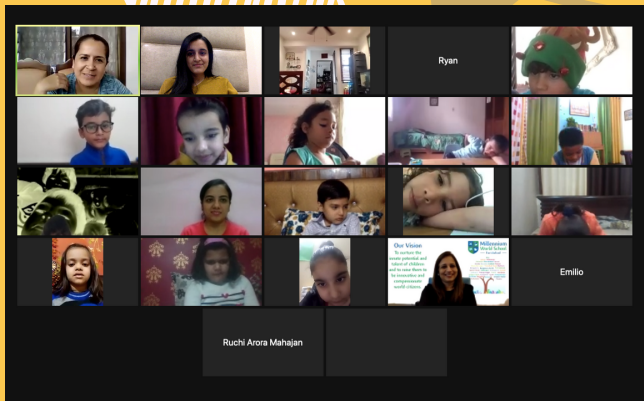 Ryan
Our Vision
To nurture the
innate potential and
talent of children
and to raise them to
be innovative and
compassionate
world citizens
Millennium
World School
Emilio
Ruchi Arora Mahajan